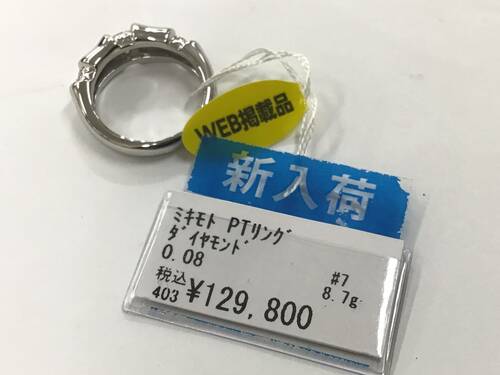 WEB掲載品
新入荷
ﾐｷﾓﾄ PTﾘﾝｸﾞ
ﾀﾞｲﾔﾓﾝﾄﾞ
0.08
#7
税込
8.7g
403 ¥129,800